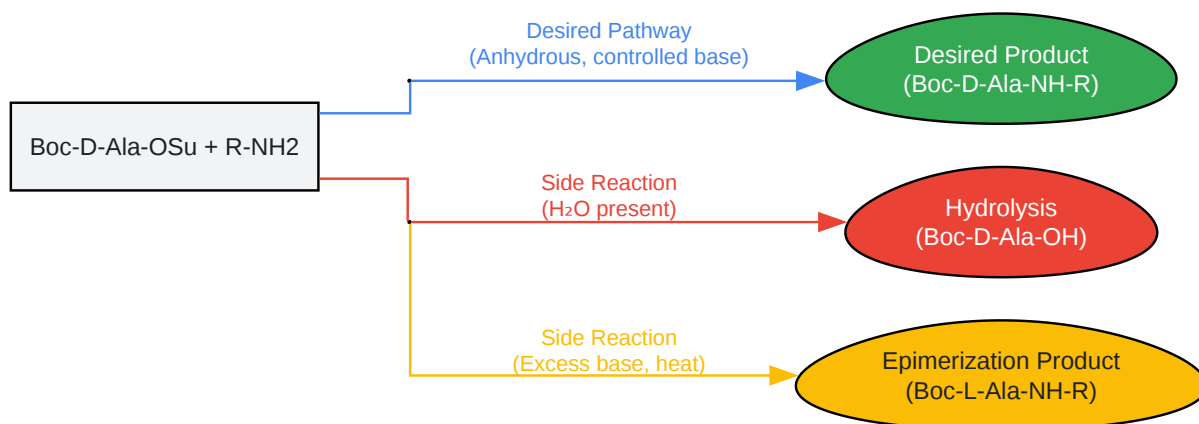 Boc-D-Ala-OSu + R-NH2
Desired Pathway
(Anhydrous, controlled base)
Desired Product
(Boc-D-Ala-NH-R)
Side Reaction
(H₂O present)
Hydrolysis
(Boc-D-Ala-OH)
Side Reaction
(Excess base, heat)
Epimerization Product
(Boc-L-Ala-NH-R)